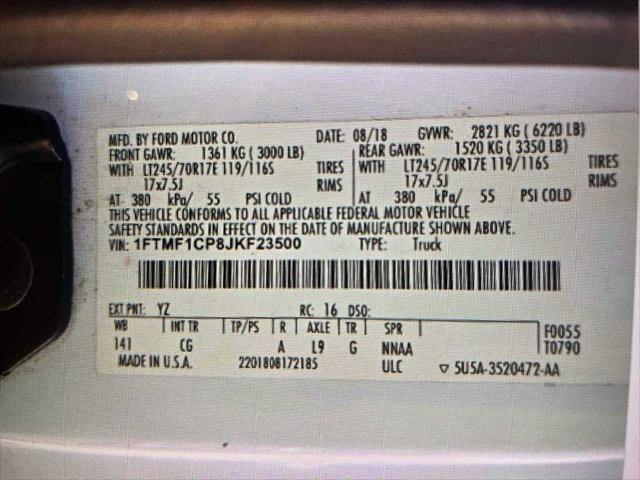 MFD. BY FORD MOTOR CO. DATE: 08/18 GVWR: 2821 KG ( 6220 LB)
FRONT GAWR: 1361 KG ( 3000 LB) REAR GAWR: 1520 KG ( 3350 LB)
WITH LT245/70R17E 119/116S TIRES WITH LT245/70R17E 119/116S TIRES
17x7.5J RIMS 17x7.5J RIMS
AT 380 kPa/ 55 PSI COLD AT 380 kPa/ 55 PSI COLD
THIS VEHICLE CONFORMS TO ALL APPLICABLE FEDERAL MOTOR VEHICLE
SAFETY STANDARDS IN EFFECT ON THE DATE OF MANUFACTURE SHOWN ABOVE.
VIN: 1FTMF1CP8JKF23500 TYPE: Truck
EXT PNT: YZ RC: 16 DSO:
WB INT TR TP/PS R AXLE TR SPR F0055
141 CG A L9 G NNAA T0790
MADE IN U.S.A. 2201808172185 ULC ▽ 5U5A-3520472-AA